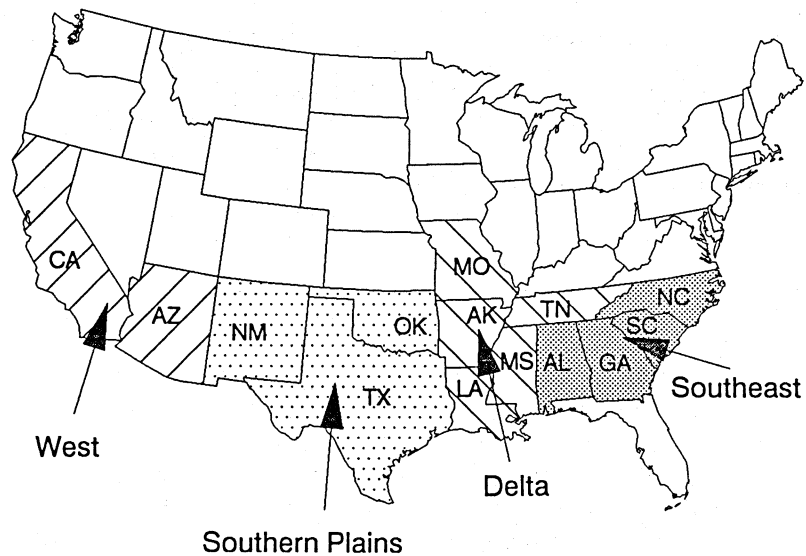 CA
AZ
NM
OK
TX
MO
AK
TN
MS
LA
AL
GA
SC
NC
West
Southern Plains
Delta
Southeast